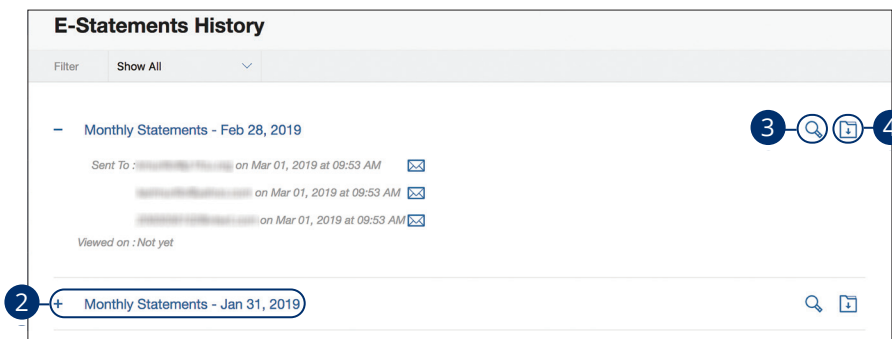 E-Statements History
Filter Show All
– Monthly Statements - Feb 28, 2019 3 4
Sent To : on Mar 01, 2019 at 09:53 AM
on Mar 01, 2019 at 09:53 AM
on Mar 01, 2019 at 09:53 AM
Viewed on : Not yet
2 + Monthly Statements - Jan 31, 2019